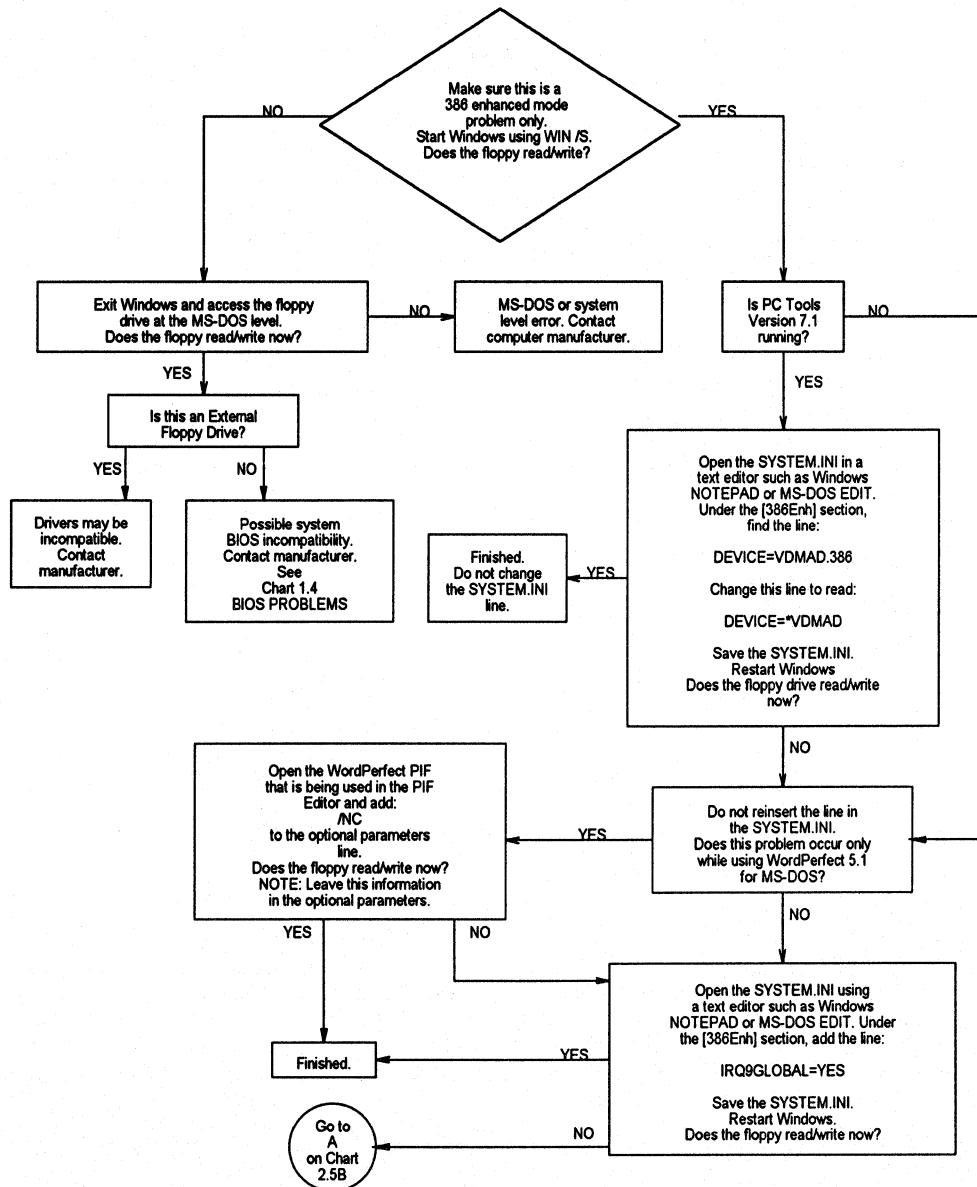 Make sure this is a
386 enhanced mode
problem only.
Start Windows using WIN /S.
Does the floppy read/write?
NO
YES
Exit Windows and access the floppy
drive at the MS-DOS level.
Does the floppy read/write now?
NO
MS-DOS or system
level error. Contact
computer manufacturer.
Is PC Tools
Version 7.1
running?
NO
YES
YES
Is this an External
Floppy Drive?
YES
NO
Drivers may be
incompatible.
Contact
manufacturer.
Possible system
BIOS incompatibility.
Contact manufacturer.
See
Chart 1.4
BIOS PROBLEMS
Finished.
Do not change
the SYSTEM.INI
line.
YES
Open the SYSTEM.INI in a
text editor such as Windows
NOTEPAD or MS-DOS EDIT.
Under the [386Enh] section,
find the line:
DEVICE=VDMAD.386
Change this line to read:
DEVICE=*VDMAD
Save the SYSTEM.INI.
Restart Windows
Does the floppy drive read/write
now?
NO
Open the WordPerfect PIF
that is being used in the PIF
Editor and add:
/NC
to the optional parameters
line.
Does the floppy read/write now?
NOTE: Leave this information
in the optional parameters.
YES
Do not reinsert the line in
the SYSTEM.INI.
Does this problem occur only
while using WordPerfect 5.1
for MS-DOS?
YES
NO
NO
Open the SYSTEM.INI using
a text editor such as Windows
NOTEPAD or MS-DOS EDIT. Under
the [386Enh] section, add the line:
IRQ9GLOBAL=YES
Save the SYSTEM.INI.
Restart Windows.
Does the floppy read/write now?
Finished.
YES
NO
Go to
A
on Chart
2.5B